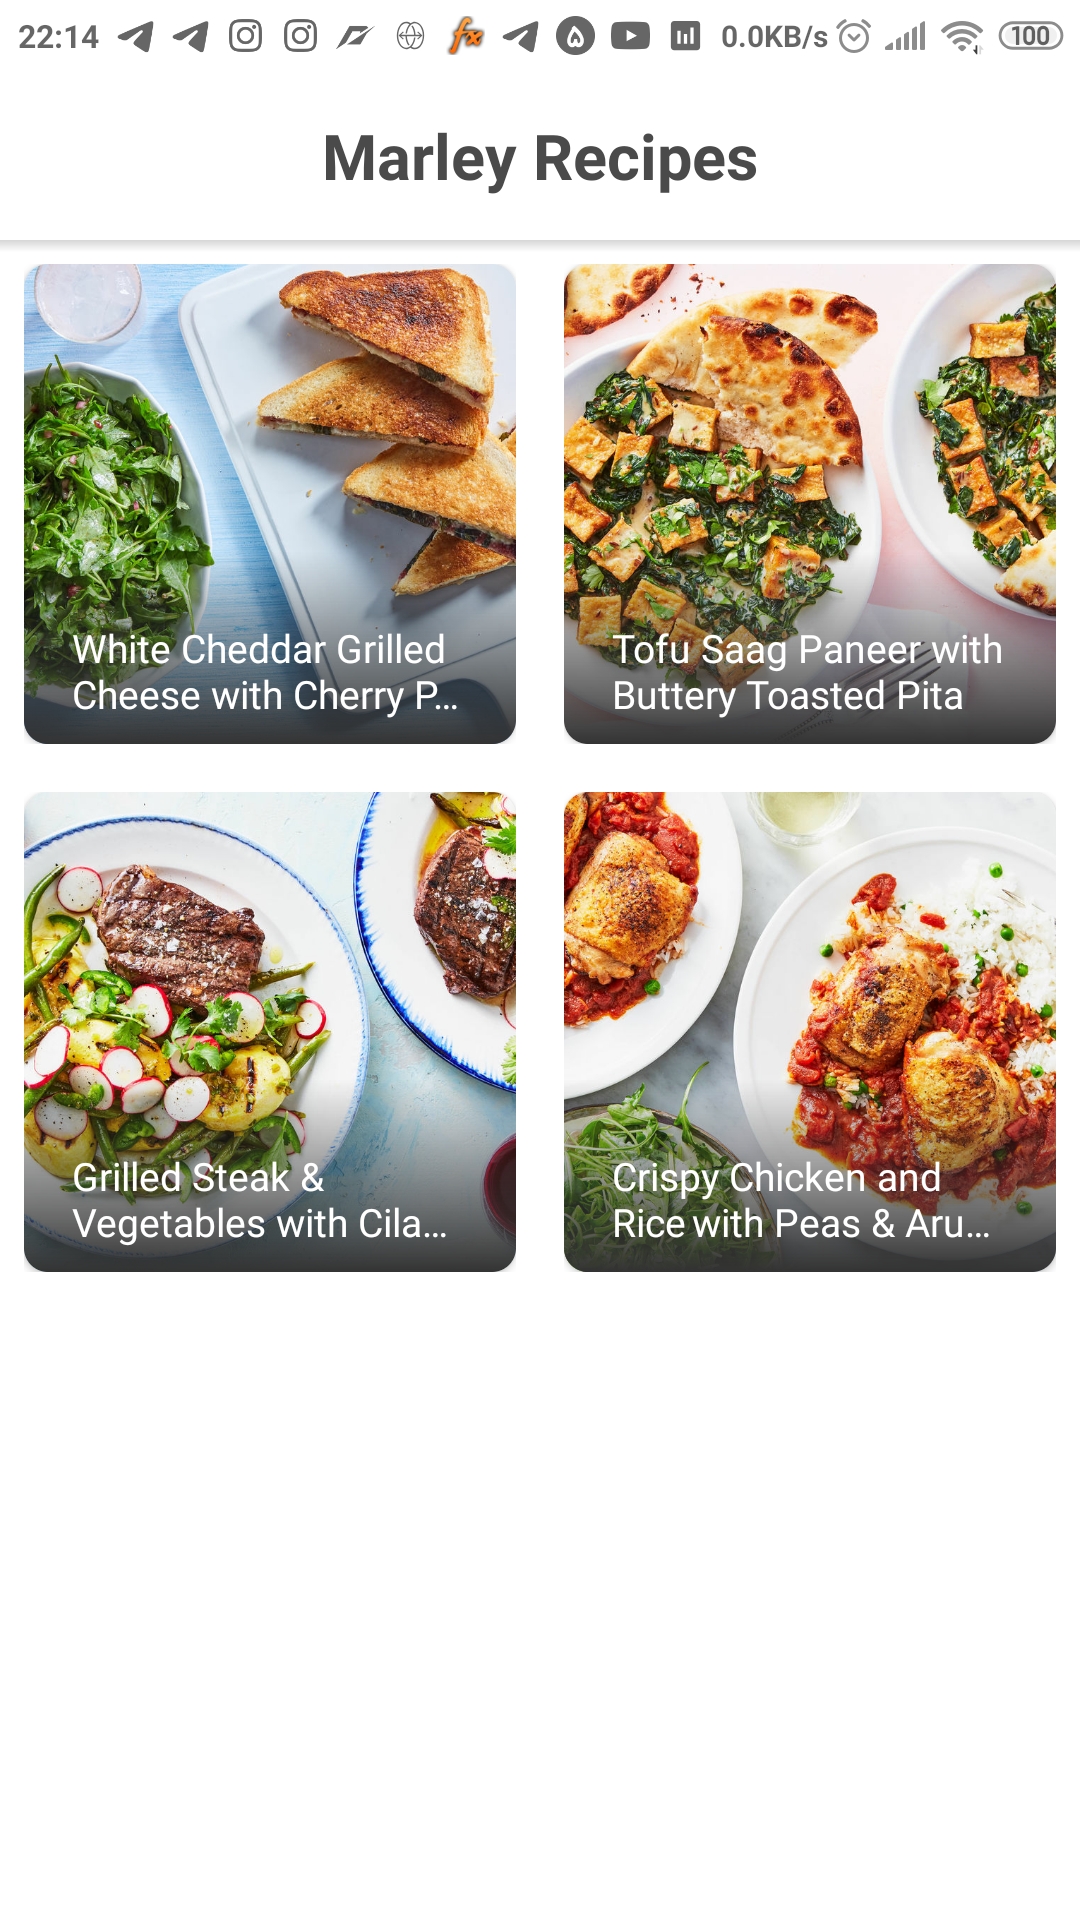 22:14 fx 0.0KB/s 100
Marley Recipes
White Cheddar Grilled
Cheese with Cherry P...
Tofu Saag Paneer with
Buttery Toasted Pita
Grilled Steak &
Vegetables with Cila...
Crispy Chicken and
Rice with Peas & Aru...